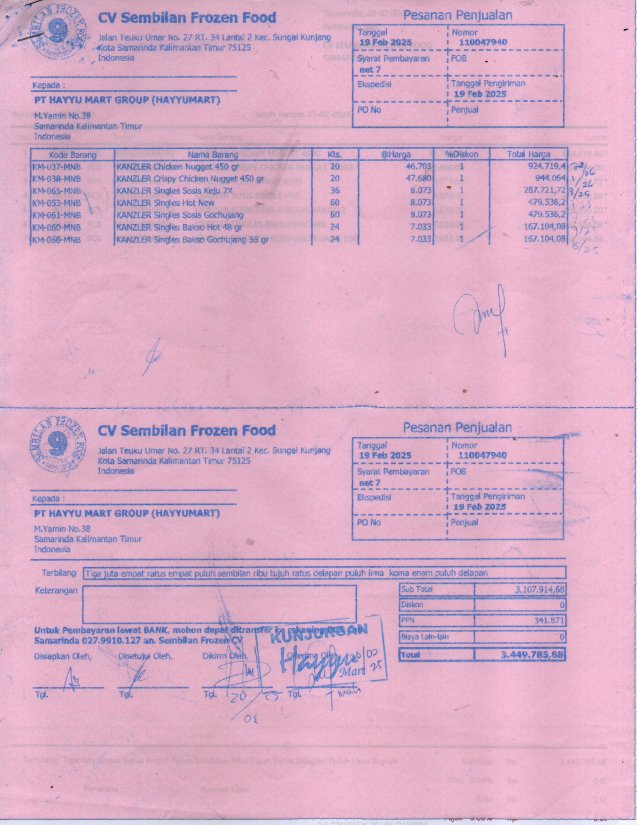 CV Sembilan Frozen Food
Jalan Teuku Umar No. 27 RT. 34 Lantai 2 Kec. Sungai Kunjang
Kota Samarinda Kalimantan Timur 75125
Indonesia
Pesanan Penjualan
Tanggal Nomor
19 Feb 2025 110047940
Syarat Pembayaran FOB
net 7
Ekspedisi Tanggal Pengiriman
19 Feb 2025
PO No Penjual
Kepada :
PT HAYYU MART GROUP (HAYYUMART)
M.Yamin No.38
Samarinda Kalimantan Timur
Indonesia
Kode Barang Nama Barang Kts. @Harga %Diskon Total Harga
KM-037-MNB KANZLER Chicken Nugget 450 gr 20 46.703 1 924.719,4
KM-038-MNB KANZLER Crispy Chicken Nugget 450 gr 20 47.680 1 944.064
KM-065-MNB KANZLER Singles Sosis Keju 2X 36 8.073 1 287.721,72
KM-053-MNB KANZLER Singles Hot New 60 8.073 1 479.536,2
KM-061-MNB KANZLER Singles Sosis Gochujang 60 8.073 1 479.536,2
KM-060-MNB KANZLER Singles Bakso Hot 48 gr 24 7.033 1 167.104,08
KM-068-MNB KANZLER Singles Bakso Gochujang 55 gr 24 7.033 1 167.104,08
CV Sembilan Frozen Food
Jalan Teuku Umar No. 27 RT. 34 Lantai 2 Kec. Sungai Kunjang
Kota Samarinda Kalimantan Timur 75125
Indonesia
Pesanan Penjualan
Tanggal Nomor
19 Feb 2025 110047940
Syarat Pembayaran FOB
net 7
Ekspedisi Tanggal Pengiriman
19 Feb 2025
PO No Penjual
Kepada :
PT HAYYU MART GROUP (HAYYUMART)
M.Yamin No.38
Samarinda Kalimantan Timur
Indonesia
Terbilang Tiga juta empat ratus empat puluh sembilan ribu tujuh ratus delapan puluh lima koma enam puluh delapan
Keterangan
Sub Total 3.107.914,68
Diskon 0
PPN 341.871
Biaya Lain-lain 0
Total 3.449.785,68
Untuk Pembayaran lewat BANK, mohon dapat ditransfer ke rekening
Samarinda 027.9910.127 an. Sembilan Frozen CV
KUNJUNGAN
Disiapkan Oleh, Disetujui Oleh, Dikirim Oleh,
Hayyu
Mart 25
Tgl. Tgl. Tgl. Tgl.